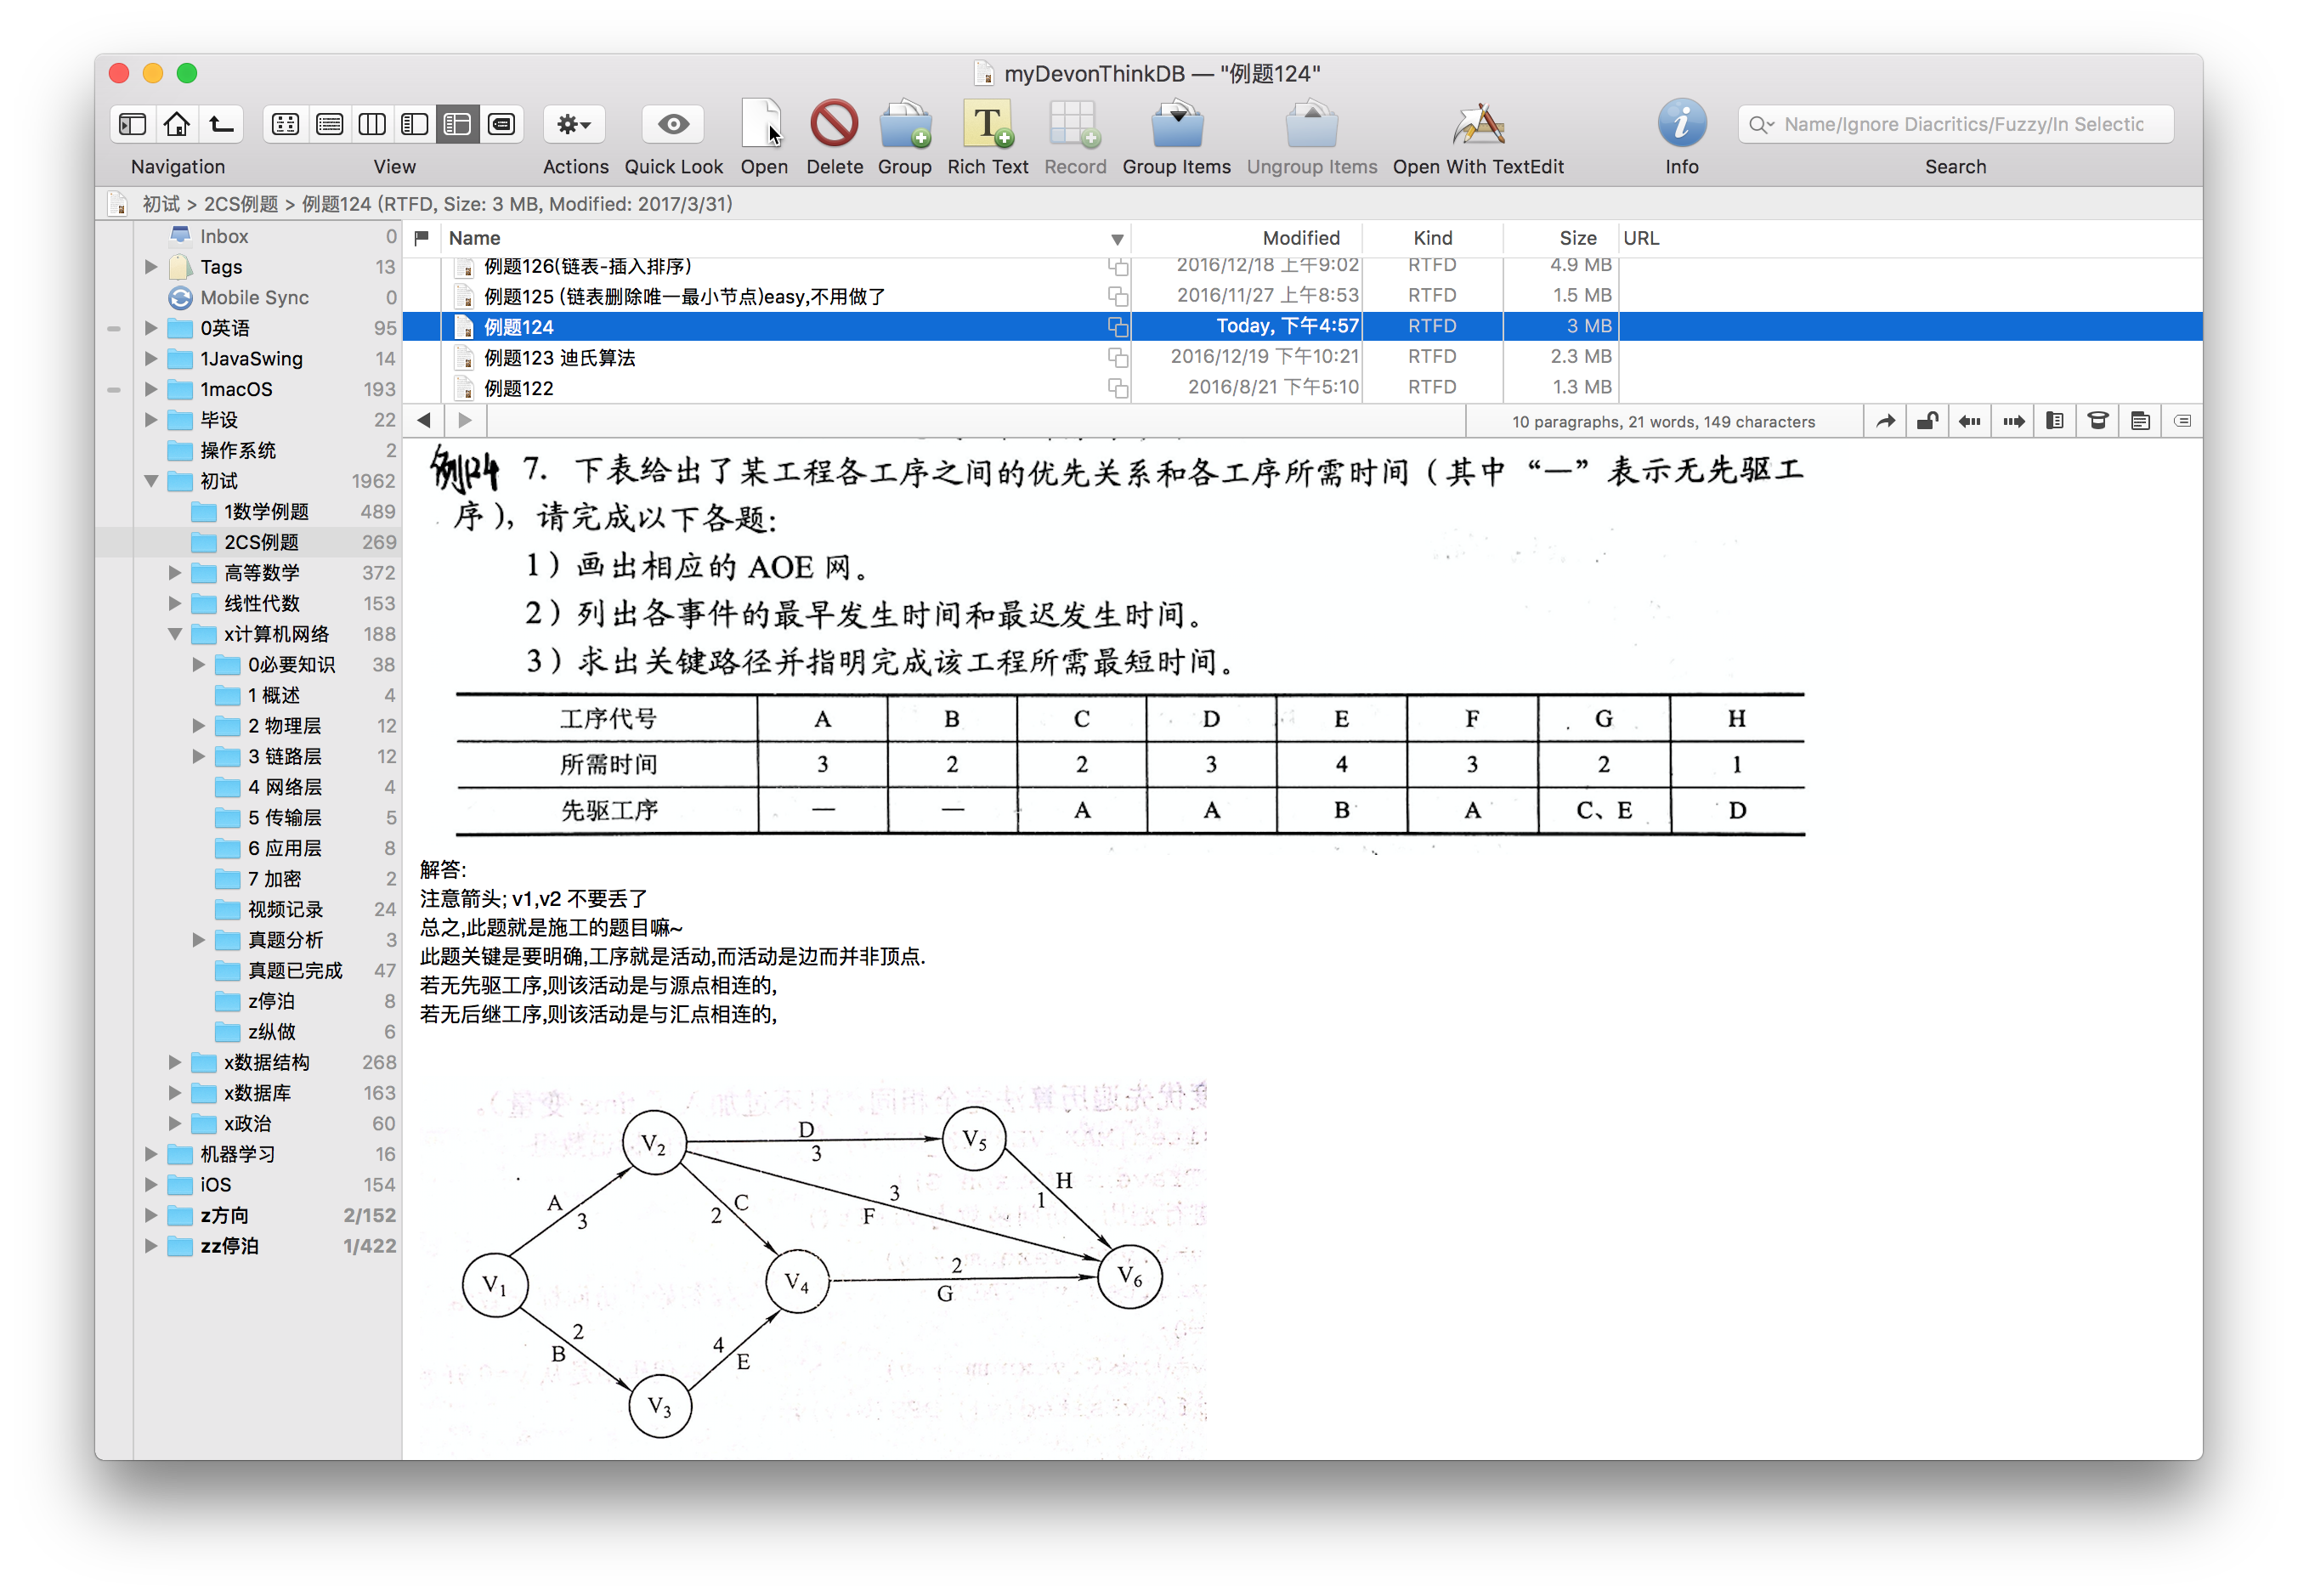 myDevonThinkDB — "例题124"
Navigation View Actions Quick Look Open Delete Group Rich Text Record Group Items Ungroup Items Open With TextEdit Info Search
Name/Ignore Diacritics/Fuzzy/In Selectic
初试 > 2CS例题 > 例题124 (RTFD, Size: 3 MB, Modified: 2017/3/31)
Inbox 0
Tags 13
Mobile Sync 0
0英语 95
1JavaSwing 14
1macOS 193
毕设 22
操作系统 2
初试 1962
1数学例题 489
2CS例题 269
高等数学 372
线性代数 153
x计算机网络 188
0必要知识 38
1 概述 4
2 物理层 12
3 链路层 12
4 网络层 4
5 传输层 5
6 应用层 8
7 加密 2
视频记录 24
真题分析 3
真题已完成 47
z停泊 8
z纵做 6
x数据结构 268
x数据库 163
x政治 60
机器学习 16
iOS 154
z方向 2/152
zz停泊 1/422
Name Modified Kind Size URL
例题126(链表-插入排序) 2016/12/18 上午9:02 RTFD 4.9 MB
例题125 (链表删除唯一最小节点)easy,不用做了 2016/11/27 上午8:53 RTFD 1.5 MB
例题124 Today, 下午4:57 RTFD 3 MB
例题123 迪氏算法 2016/12/19 下午10:21 RTFD 2.3 MB
例题122 2016/8/21 下午5:10 RTFD 1.3 MB
10 paragraphs, 21 words, 149 characters
例124 7. 下表给出了某工程各工序之间的优先关系和各工序所需时间（其中“—”表示无先驱工
序），请完成以下各题：
1）画出相应的 AOE 网。
2）列出各事件的最早发生时间和最迟发生时间。
3）求出关键路径并指明完成该工程所需最短时间。
工序代号 A B C D E F G H
所需时间 3 2 2 3 4 3 2 1
先驱工序 — — A A B A C、E D
解答:
注意箭头; v1,v2 不要丢了
总之,此题就是施工的题目嘛~
此题关键是要明确,工序就是活动,而活动是边而并非顶点.
若无先驱工序,则该活动是与源点相连的,
若无后继工序,则该活动是与汇点相连的,
V2 D 3 V5
A 3 2 C 3 F H 1
V1 V4 2 G V6
2 B 4 E
V3